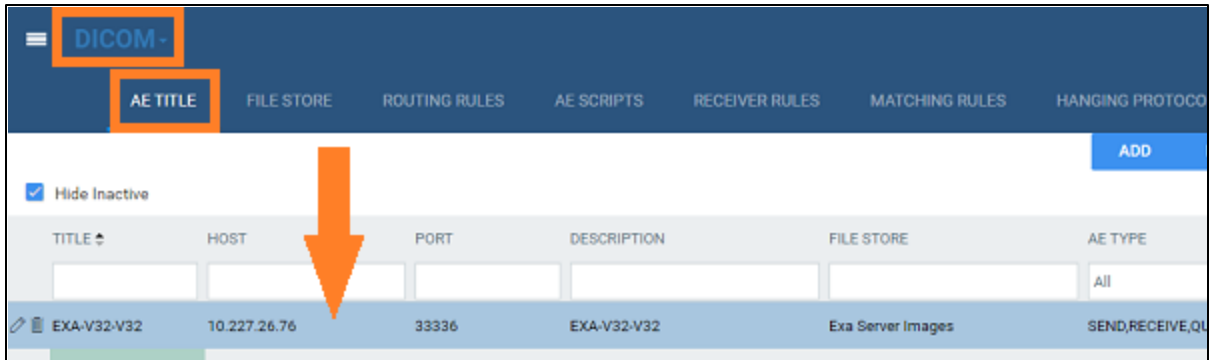 DICOM
AE TITLE FILE STORE ROUTING RULES AE SCRIPTS RECEIVER RULES MATCHING RULES HANGING PROTOCO
ADD
Hide Inactive
TITLE HOST PORT DESCRIPTION FILE STORE AE TYPE
All
EXA-V32-V32 10.227.26.76 33336 EXA-V32-V32 Exa Server Images SEND,RECEIVE,QU